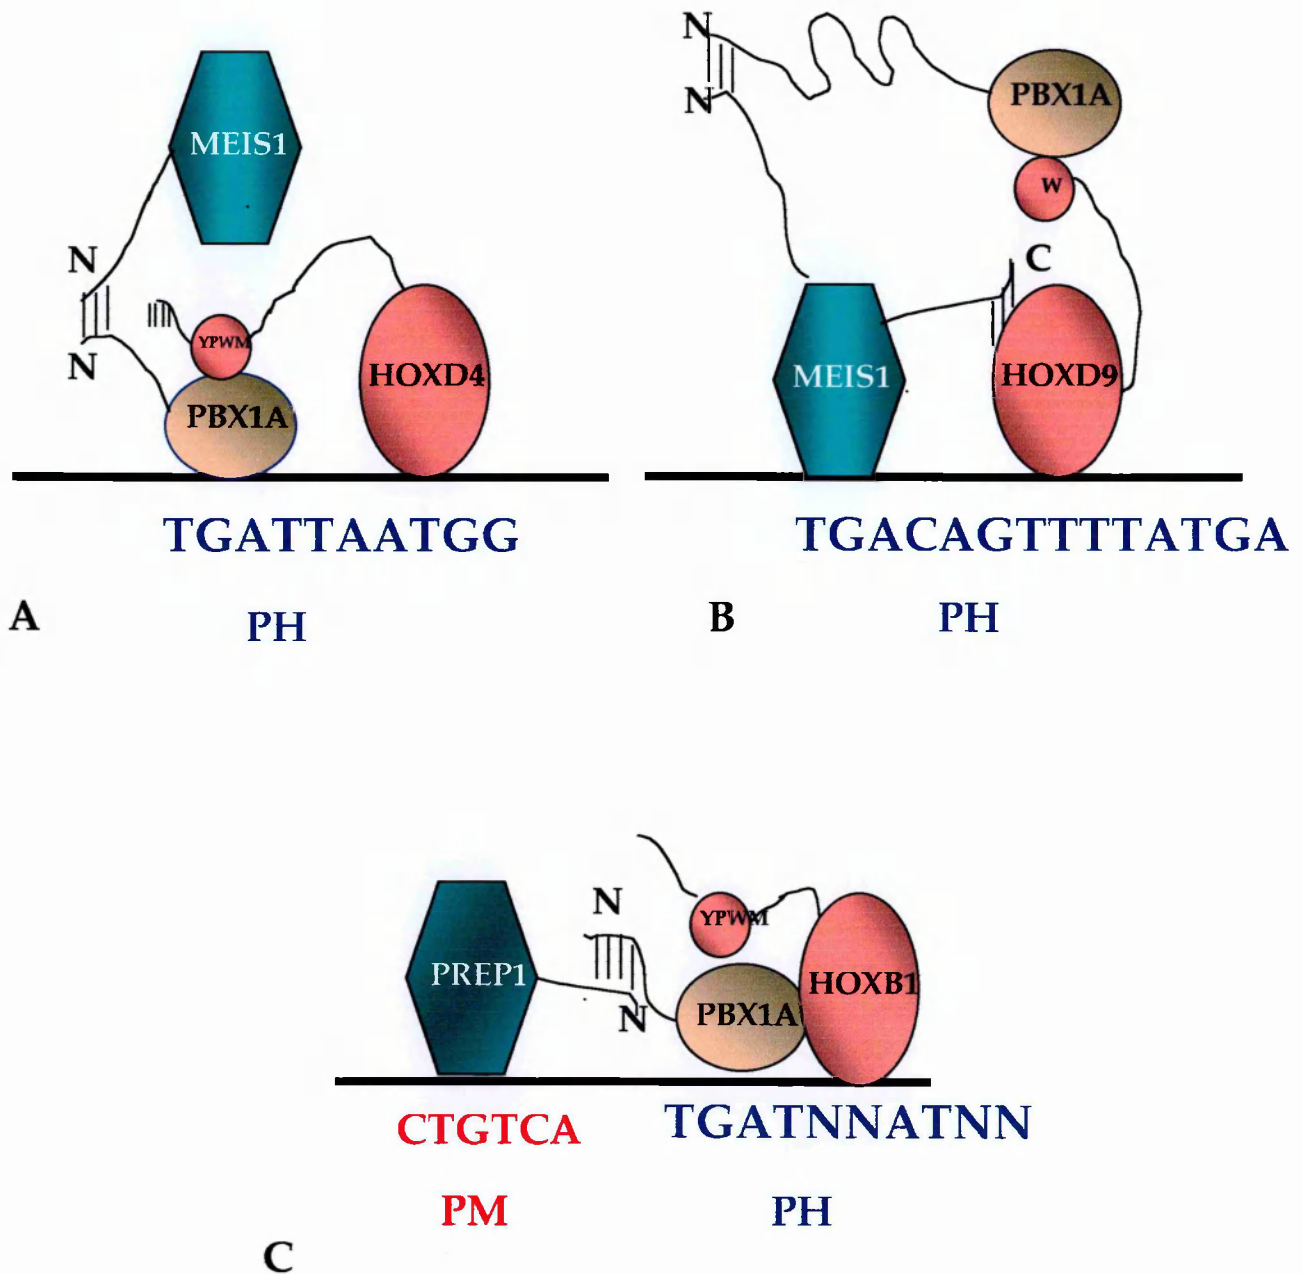 N
MEIS1
N
YPWM
N
HOXD4
PBX1A
TGATTAATGG
PH
A
N
PBX1A
N
W
C
MEIS1
HOXD9
TGACAGTTTTATGA
PH
B
N
YPWM
PREP1
HOXB1
PBX1A
N
CTGTCA
TGATNNATNN
PM
PH
C